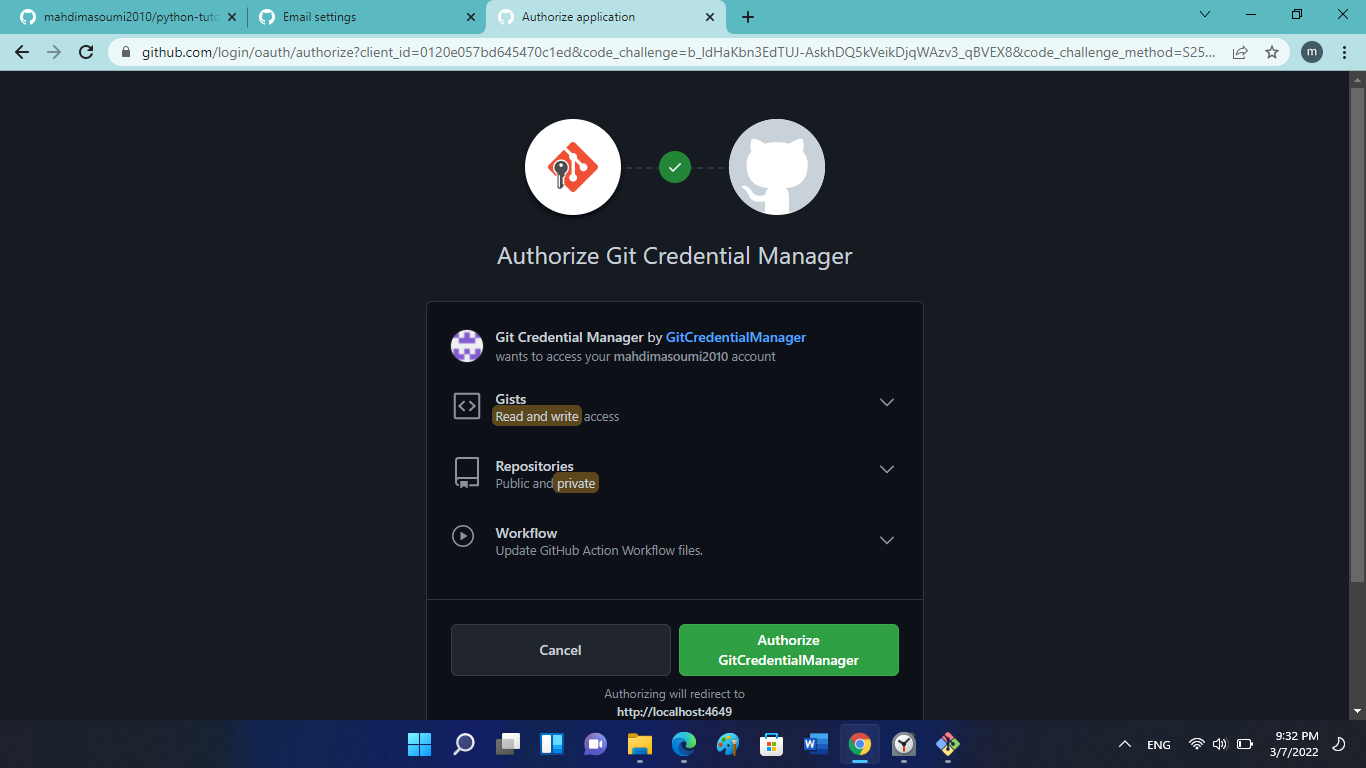 mahdimasoumi2010/python-tuto
Email settings
Authorize application
github.com/login/oauth/authorize?client_id=0120e057bd645470c1ed&code_challenge=b_IdHaKbn3EdTUJ-AskhDQ5kVeikDjqWAzv3_qBVEX8&code_challenge_method=S25...
m
Authorize Git Credential Manager
Git Credential Manager by GitCredentialManager
wants to access your mahdimasoumi2010 account
Gists
Read and write access
Repositories
Public and private
Workflow
Update GitHub Action Workflow files.
Cancel
Authorize
GitCredentialManager
Authorizing will redirect to
http://localhost:4649
W
ENG
9:32 PM
3/7/2022